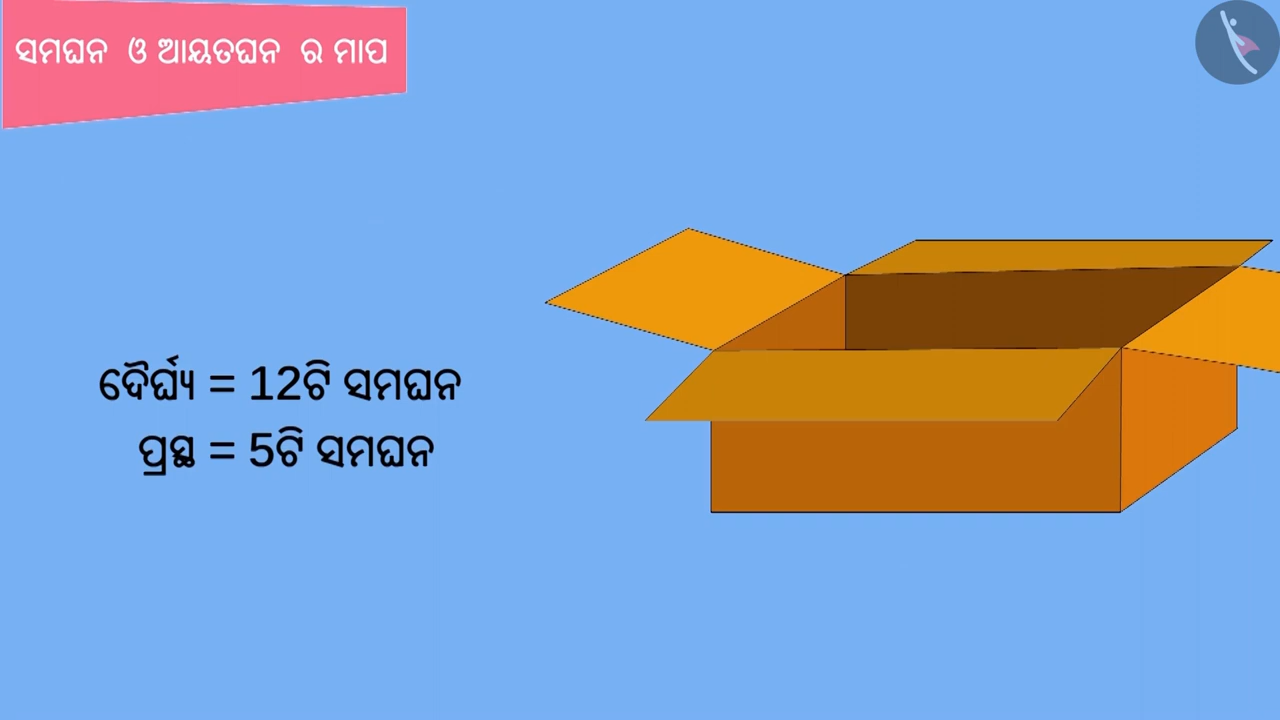 ସମଘନ ଓ ଆୟତଘନ ର ମାପ
ଦୈର୍ଘ୍ୟ = 12ଟି ସମଘନ
ପ୍ରସ୍ଥ = 5ଟି ସମଘନ